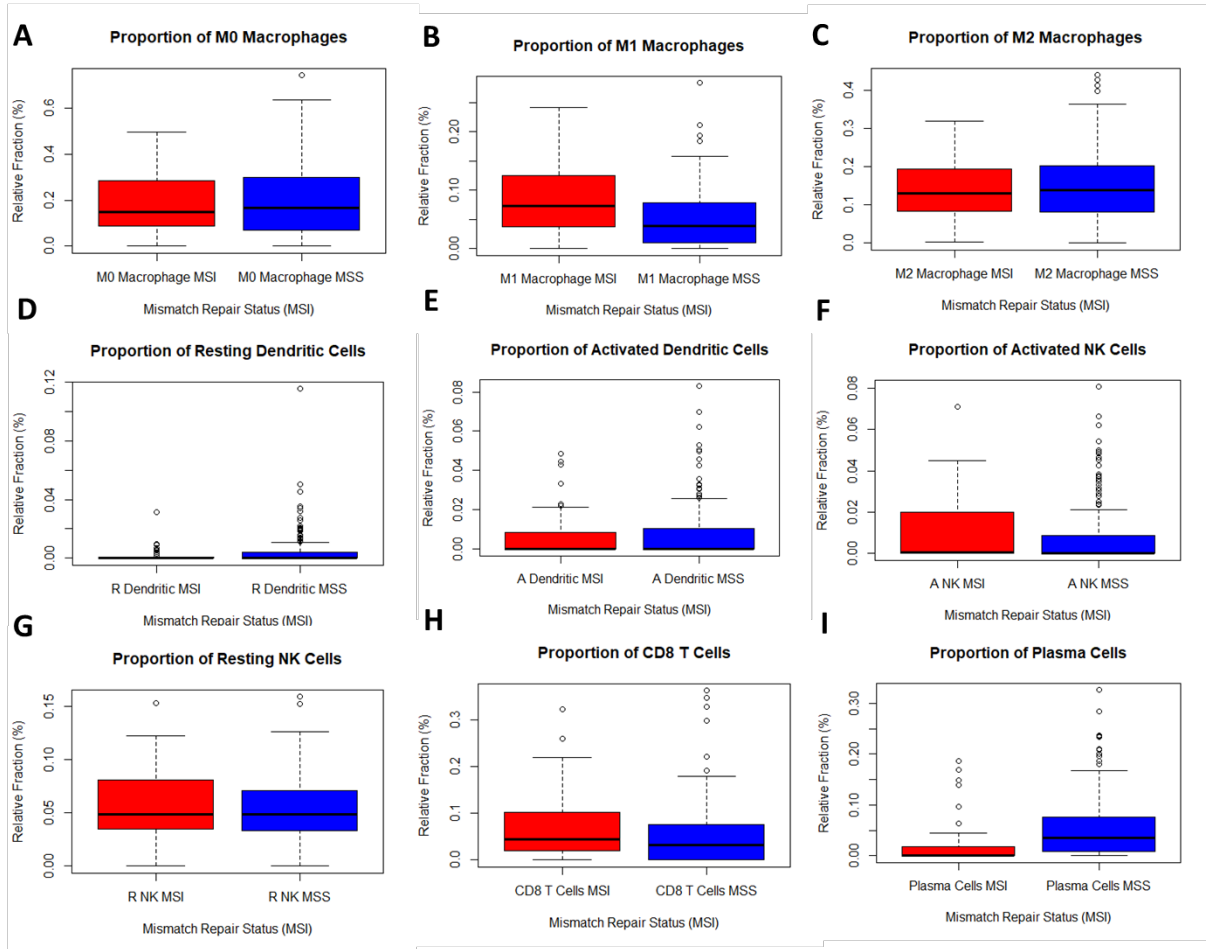 A
Proportion of M0 Macrophages
Relative Fraction (%)
0.0
0.2
0.4
0.6
M0 Macrophage MSI
M0 Macrophage MSS
Mismatch Repair Status (MSI)
B
Proportion of M1 Macrophages
Relative Fraction (%)
0.00
0.10
0.20
M1 Macrophage MSI
M1 Macrophage MSS
Mismatch Repair Status (MSI)
C
Proportion of M2 Macrophages
Relative Fraction (%)
0.0
0.1
0.2
0.3
0.4
M2 Macrophage MSI
M2 Macrophage MSS
Mismatch Repair Status (MSI)
D
Proportion of Resting Dendritic Cells
Relative Fraction (%)
0.00
0.04
0.08
0.12
R Dendritic MSI
R Dendritic MSS
Mismatch Repair Status (MSI)
E
Proportion of Activated Dendritic Cells
Relative Fraction (%)
0.00
0.02
0.04
0.06
0.08
A Dendritic MSI
A Dendritic MSS
Mismatch Repair Status (MSI)
F
Proportion of Activated NK Cells
Relative Fraction (%)
0.00
0.02
0.04
0.06
0.08
A NK MSI
A NK MSS
Mismatch Repair Status (MSI)
G
Proportion of Resting NK Cells
Relative Fraction (%)
0.00
0.05
0.10
0.15
R NK MSI
R NK MSS
Mismatch Repair Status (MSI)
H
Proportion of CD8 T Cells
Relative Fraction (%)
0.0
0.1
0.2
0.3
CD8 T Cells MSI
CD8 T Cells MSS
Mismatch Repair Status (MSI)
I
Proportion of Plasma Cells
Relative Fraction (%)
0.00
0.10
0.20
0.30
Plasma Cells MSI
Plasma Cells MSS
Mismatch Repair Status (MSI)